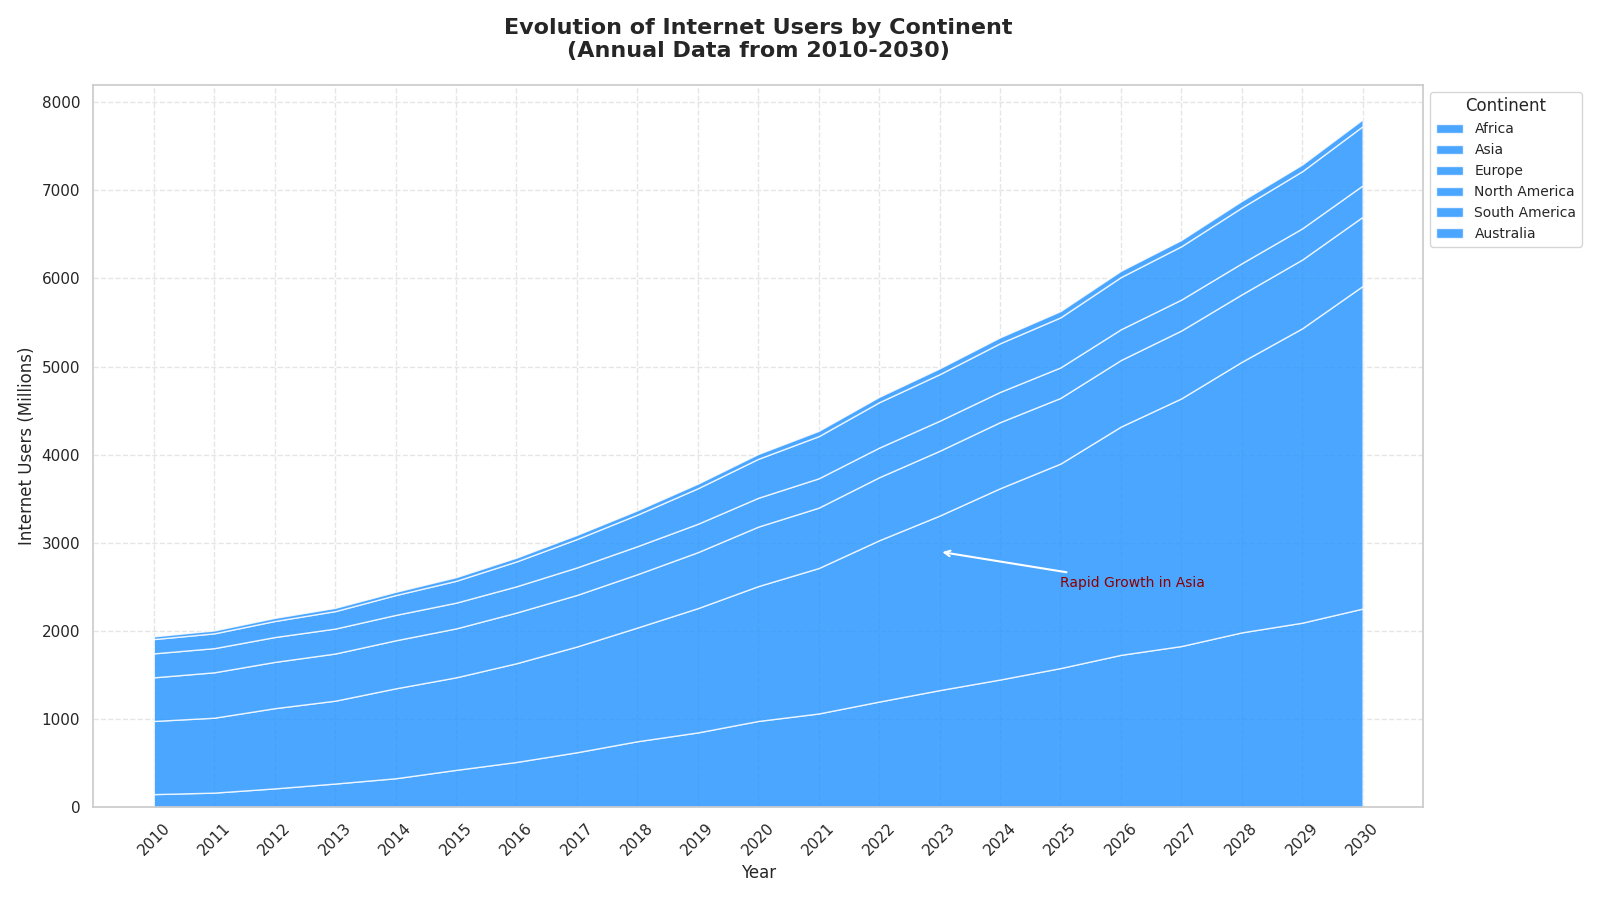 Evolution of Internet Users by Continent
(Annual Data from 2010-2030)
Continent
Africa
Asia
Europe
North America
South America
Australia
Internet Users (Millions)
8000
7000
6000
5000
4000
3000
2000
1000
0
Rapid Growth in Asia
2010
2011
2012
2013
2014
2015
2016
2017
2018
2019
2020
2021
2022
2023
2024
2025
2026
2027
2028
2029
2030
Year